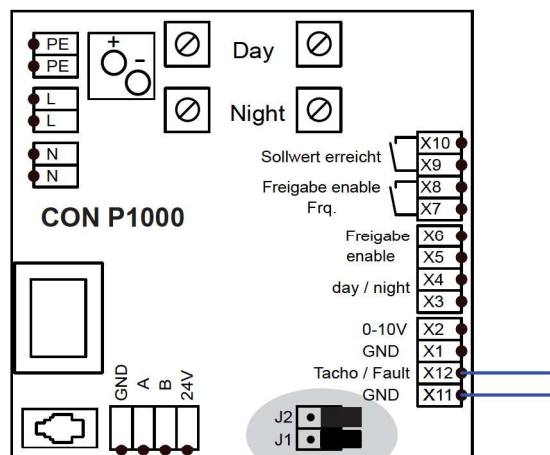 PE
PE
+
-
Day
L
L
Night
N
N
CON P1000
Sollwert erreicht
X10
X9
Freigabe enable
Frq.
X8
X7
Freigabe
enable
X6
X5
day / night
X4
X3
0-10V X2
GND X1
Tacho / Fault X12
GND X11
GND
A
B
24V
J2
J1